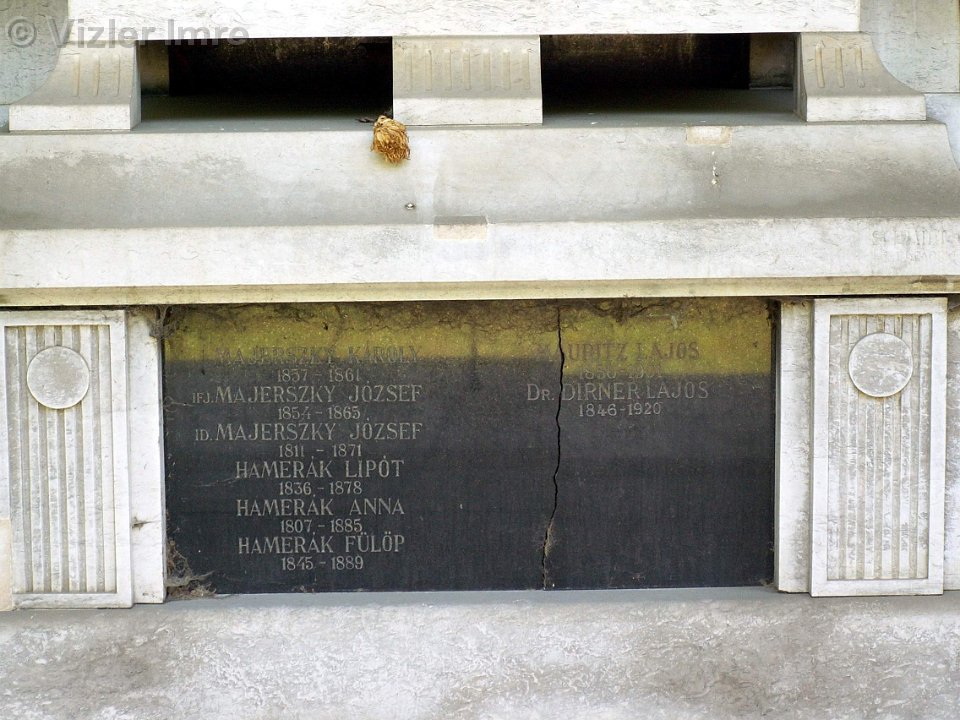 © Vizler Imre
MAJERSZKY KÁROLY
1837 - 1861
IFJ. MAJERSZKY JÓZSEF
1854 - 1865
ID. MAJERSZKY JÓZSEF
1811 - 1871
HAMERÁK LIPÓT
1836 - 1878
HAMERÁK ANNA
1807 - 1885
HAMERÁK FÜLÖP
1845 - 1889
MAURITZ LAJOS
DR. DIRNER LAJOS
1846-1920